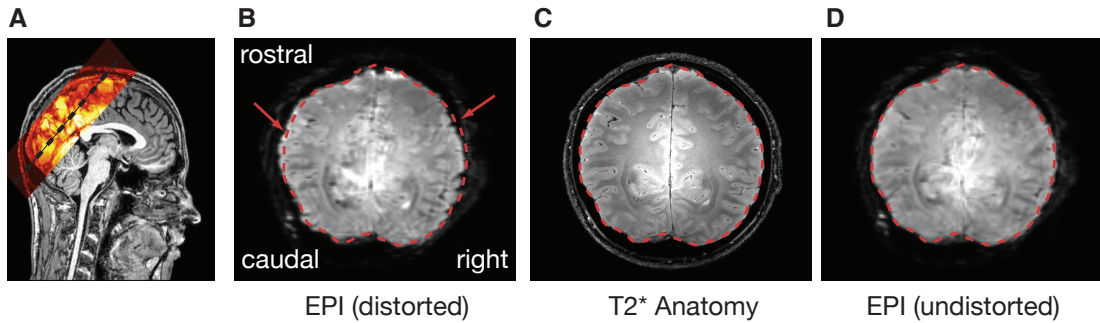 A
B
C
D
rostral
caudal
right
EPI (distorted)
T2* Anatomy
EPI (undistorted)